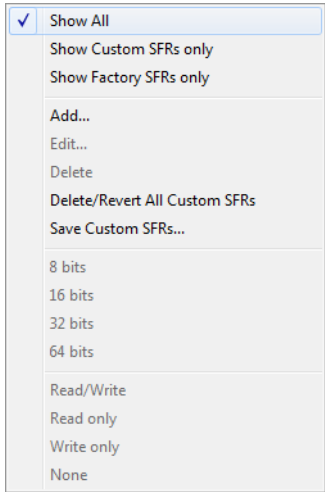 Show All
Show Custom SFRs only
Show Factory SFRs only
Add...
Edit...
Delete
Delete/Revert All Custom SFRs
Save Custom SFRs...
8 bits
16 bits
32 bits
64 bits
Read/Write
Read only
Write only
None